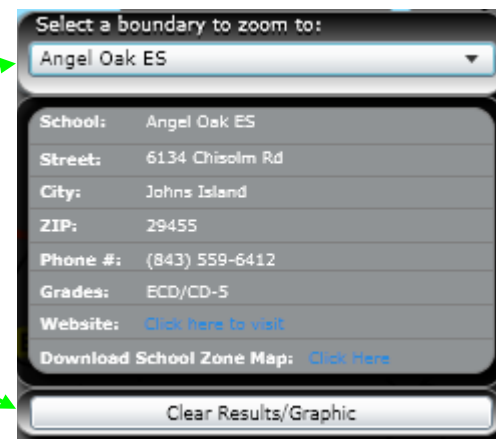 Select a boundary to zoom to:
Angel Oak ES
School: Angel Oak ES
Street: 6134 Chisolm Rd
City: Johns Island
ZIP: 29455
Phone #: (843) 559-6412
Grades: ECD/CD-5
Website: Click here to visit
Download School Zone Map: Click Here
Clear Results/Graphic